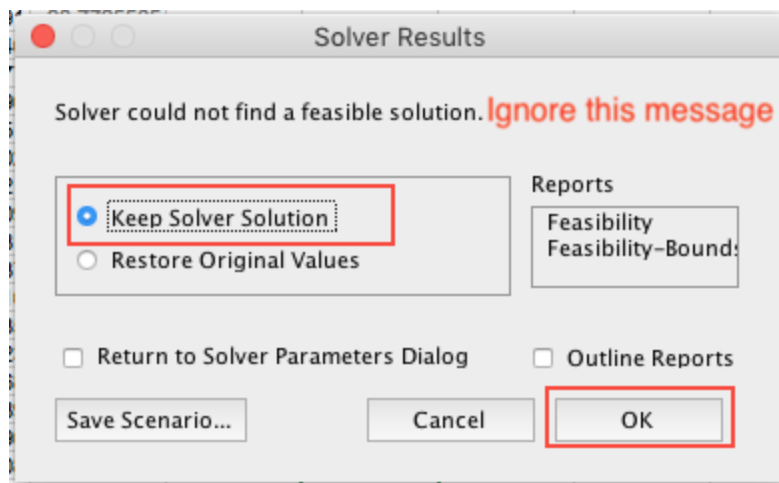 Solver Results
Solver could not find a feasible solution. Ignore this message
Keep Solver Solution
Restore Original Values
Reports
Feasibility
Feasibility-Bounds
Return to Solver Parameters Dialog
Outline Reports
Save Scenario...
Cancel
OK